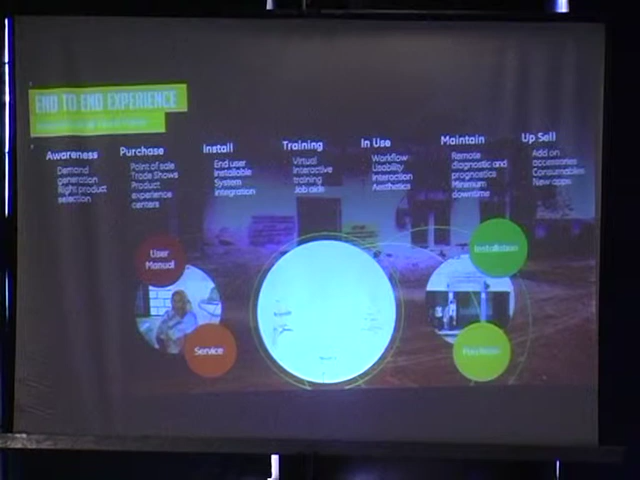 END TO END EXPERIENCE
Awareness
Demand
generation
Right product
selection
Purchase
Point of sale
Trade Shows
Product
experience
centers
Install
End user
installable
System
integration
Training
Virtual
Interactive
training
Job aids
In Use
Workflow
Usability
Interaction
Aesthetics
Maintain
Remote
diagnostic and
prognostics
Minimum
downtime
Up Sell
Add on
accessories
Consumables
New apps
User
Manual
Service
Installation
Purchase